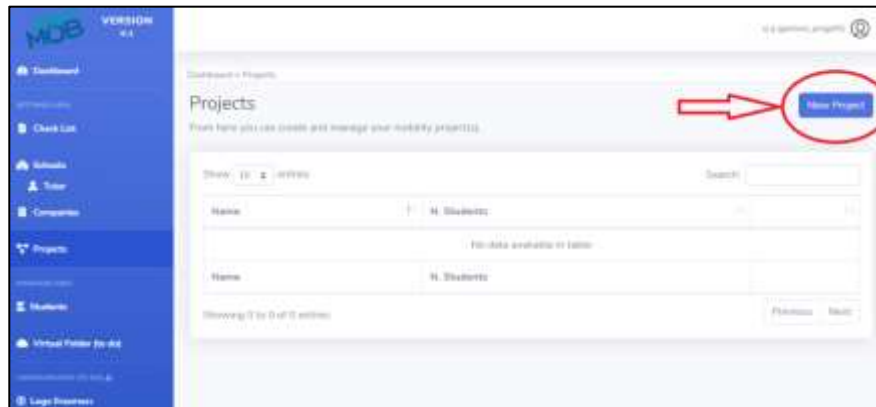 MOB
VERSION
Dashboard
Check List
Schools
Tutor
Companies
Projects
Students
Virtual Folder (to do)
Dashboard > Projects
Projects
New Project
From here you can create and manage your mobility project(s).
Show 10 entries
Search:
Name N. Students
No data available in table
Name N. Students
Showing 0 to 0 of 0 entries
Previous Next